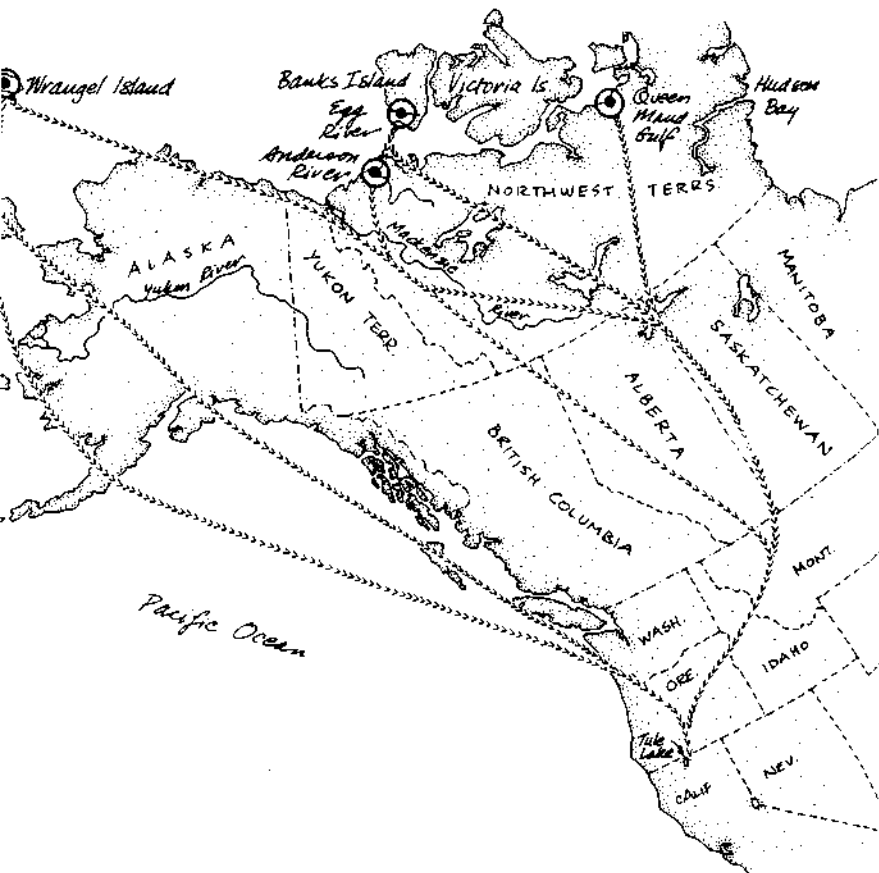 Wrangel Island
Banks Island
Egg
River
Anderson
River
Victoria Is.
Queen
Maud
Gulf
Hudson
Bay
NORTHWEST TERRS
ALASKA
Yukon River
YUKON TERR
Mackenzie
River
MANITOBA
SASKATCHEWAN
ALBERTA
BRITISH COLUMBIA
Pacific Ocean
WASH.
MONT.
ORE.
IDAHO
Tule
Lake
CALIF
NEV.